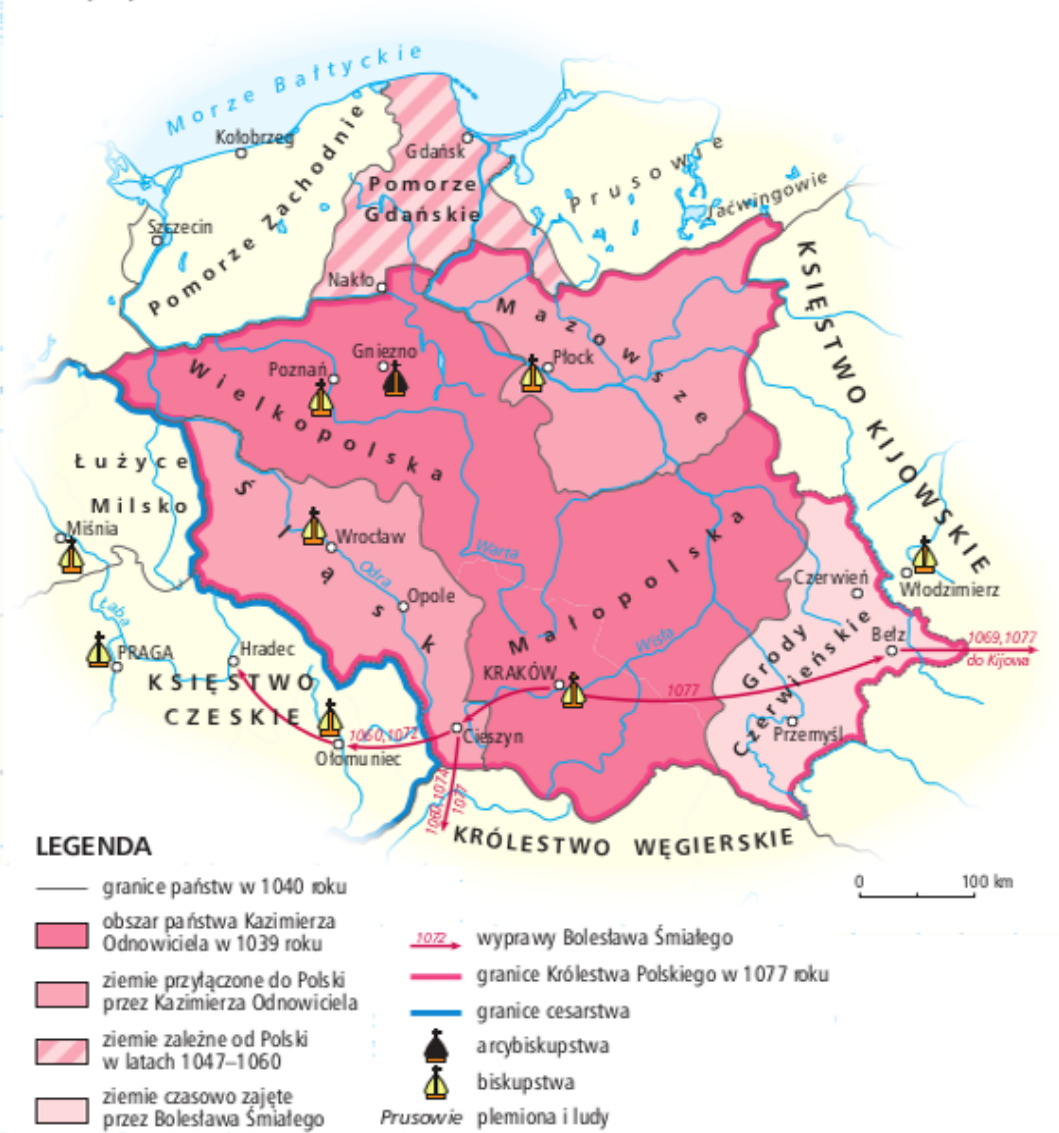 Morze Bałtyckie
Kołobrzeg
Gdańsk
Pomorze
Gdańskie
Prusowie
Jaćwingowie
Szczecin
Pomorze Zachodnie
Nakło
KSIĘSTWO KIJOWSKIE
Mazowsze
Gniezno
Poznań
Płock
Wielkopolska
Łużyce
Milsko
Miśnia
Śląsk
Wrocław
Warta
Odra
Opole
Małopolska
Czerwień
Włodzimierz
Łaba
Grody
Czerwieńskie
Wisła
Bełz
1069,1077
do Kijowa
PRAGA
Hradec
KRAKÓW
1077
KSIĘSTWO
CZESKIE
1060,1072
Cieszyn
Przemyśl
Ołomuniec
1077
KRÓLESTWO WĘGIERSKIE
LEGENDA
0 100 km
granice państw w 1040 roku
obszar państwa Kazimierza
Odnowiciela w 1039 roku
ziemie przyłączone do Polski
przez Kazimierza Odnowiciela
ziemie zależne od Polski
w latach 1047–1060
ziemie czasowo zajęte
przez Bolesława Śmiałego
1072 wyprawy Bolesława Śmiałego
granice Królestwa Polskiego w 1077 roku
granice cesarstwa
arcybiskupstwa
biskupstwa
Prusowie plemiona i ludy